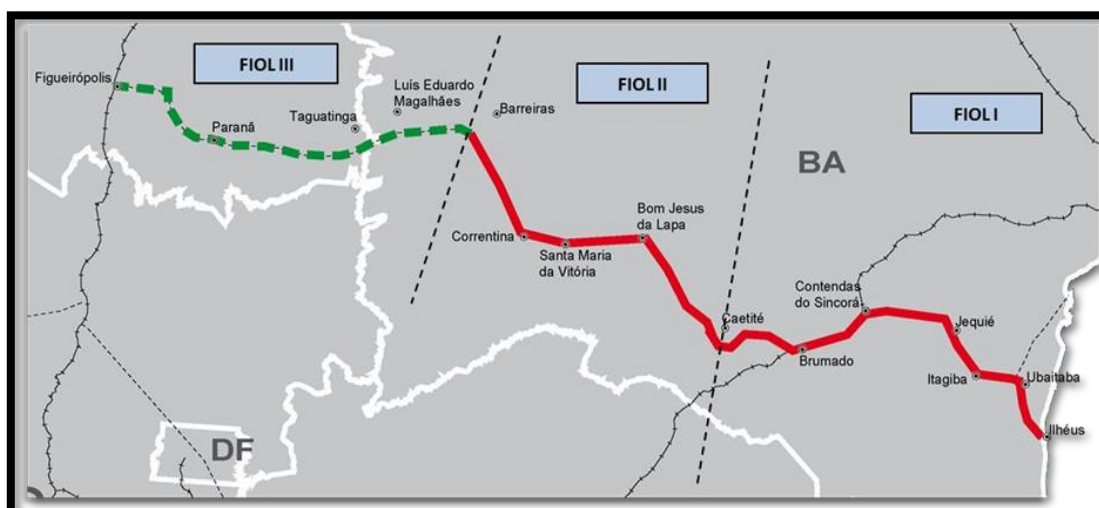 FIOL III
FIOL II
FIOL I
Figueirópolis
Luís Eduardo
Magalhães
Barreiras
Taguatinga
Paranã
BA
Correntina
Santa Maria
da Vitória
Bom Jesus
da Lapa
Contendas
do Sincorá
Caetité
Jequié
Brumado
Itagiba
Ubaitaba
Ilhéus
DF